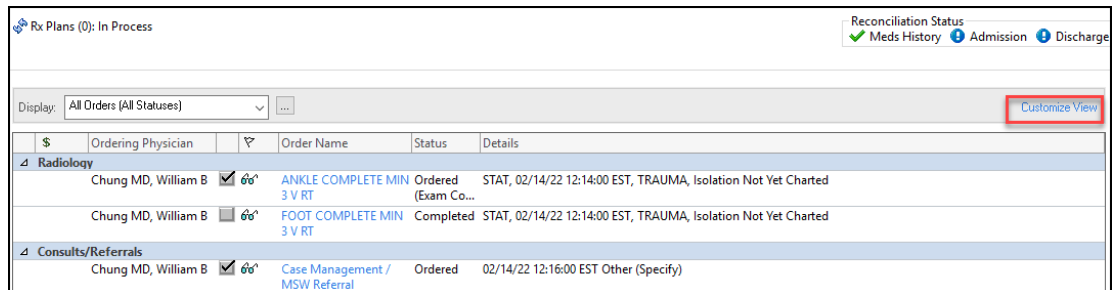 Rx Plans (0): In Process
Reconciliation Status
Meds History Admission Discharge
Display: All Orders (All Statuses) ... Customize View
$ Ordering Physician Order Name Status Details
Radiology
Chung MD, William B ANKLE COMPLETE MIN Ordered STAT, 02/14/22 12:14:00 EST, TRAUMA, Isolation Not Yet Charted
3 V RT (Exam Co...
Chung MD, William B FOOT COMPLETE MIN Completed STAT, 02/14/22 12:14:00 EST, TRAUMA, Isolation Not Yet Charted
3 V RT
Consults/Referrals
Chung MD, William B Case Management / Ordered 02/14/22 12:16:00 EST Other (Specify)
MSW Referral